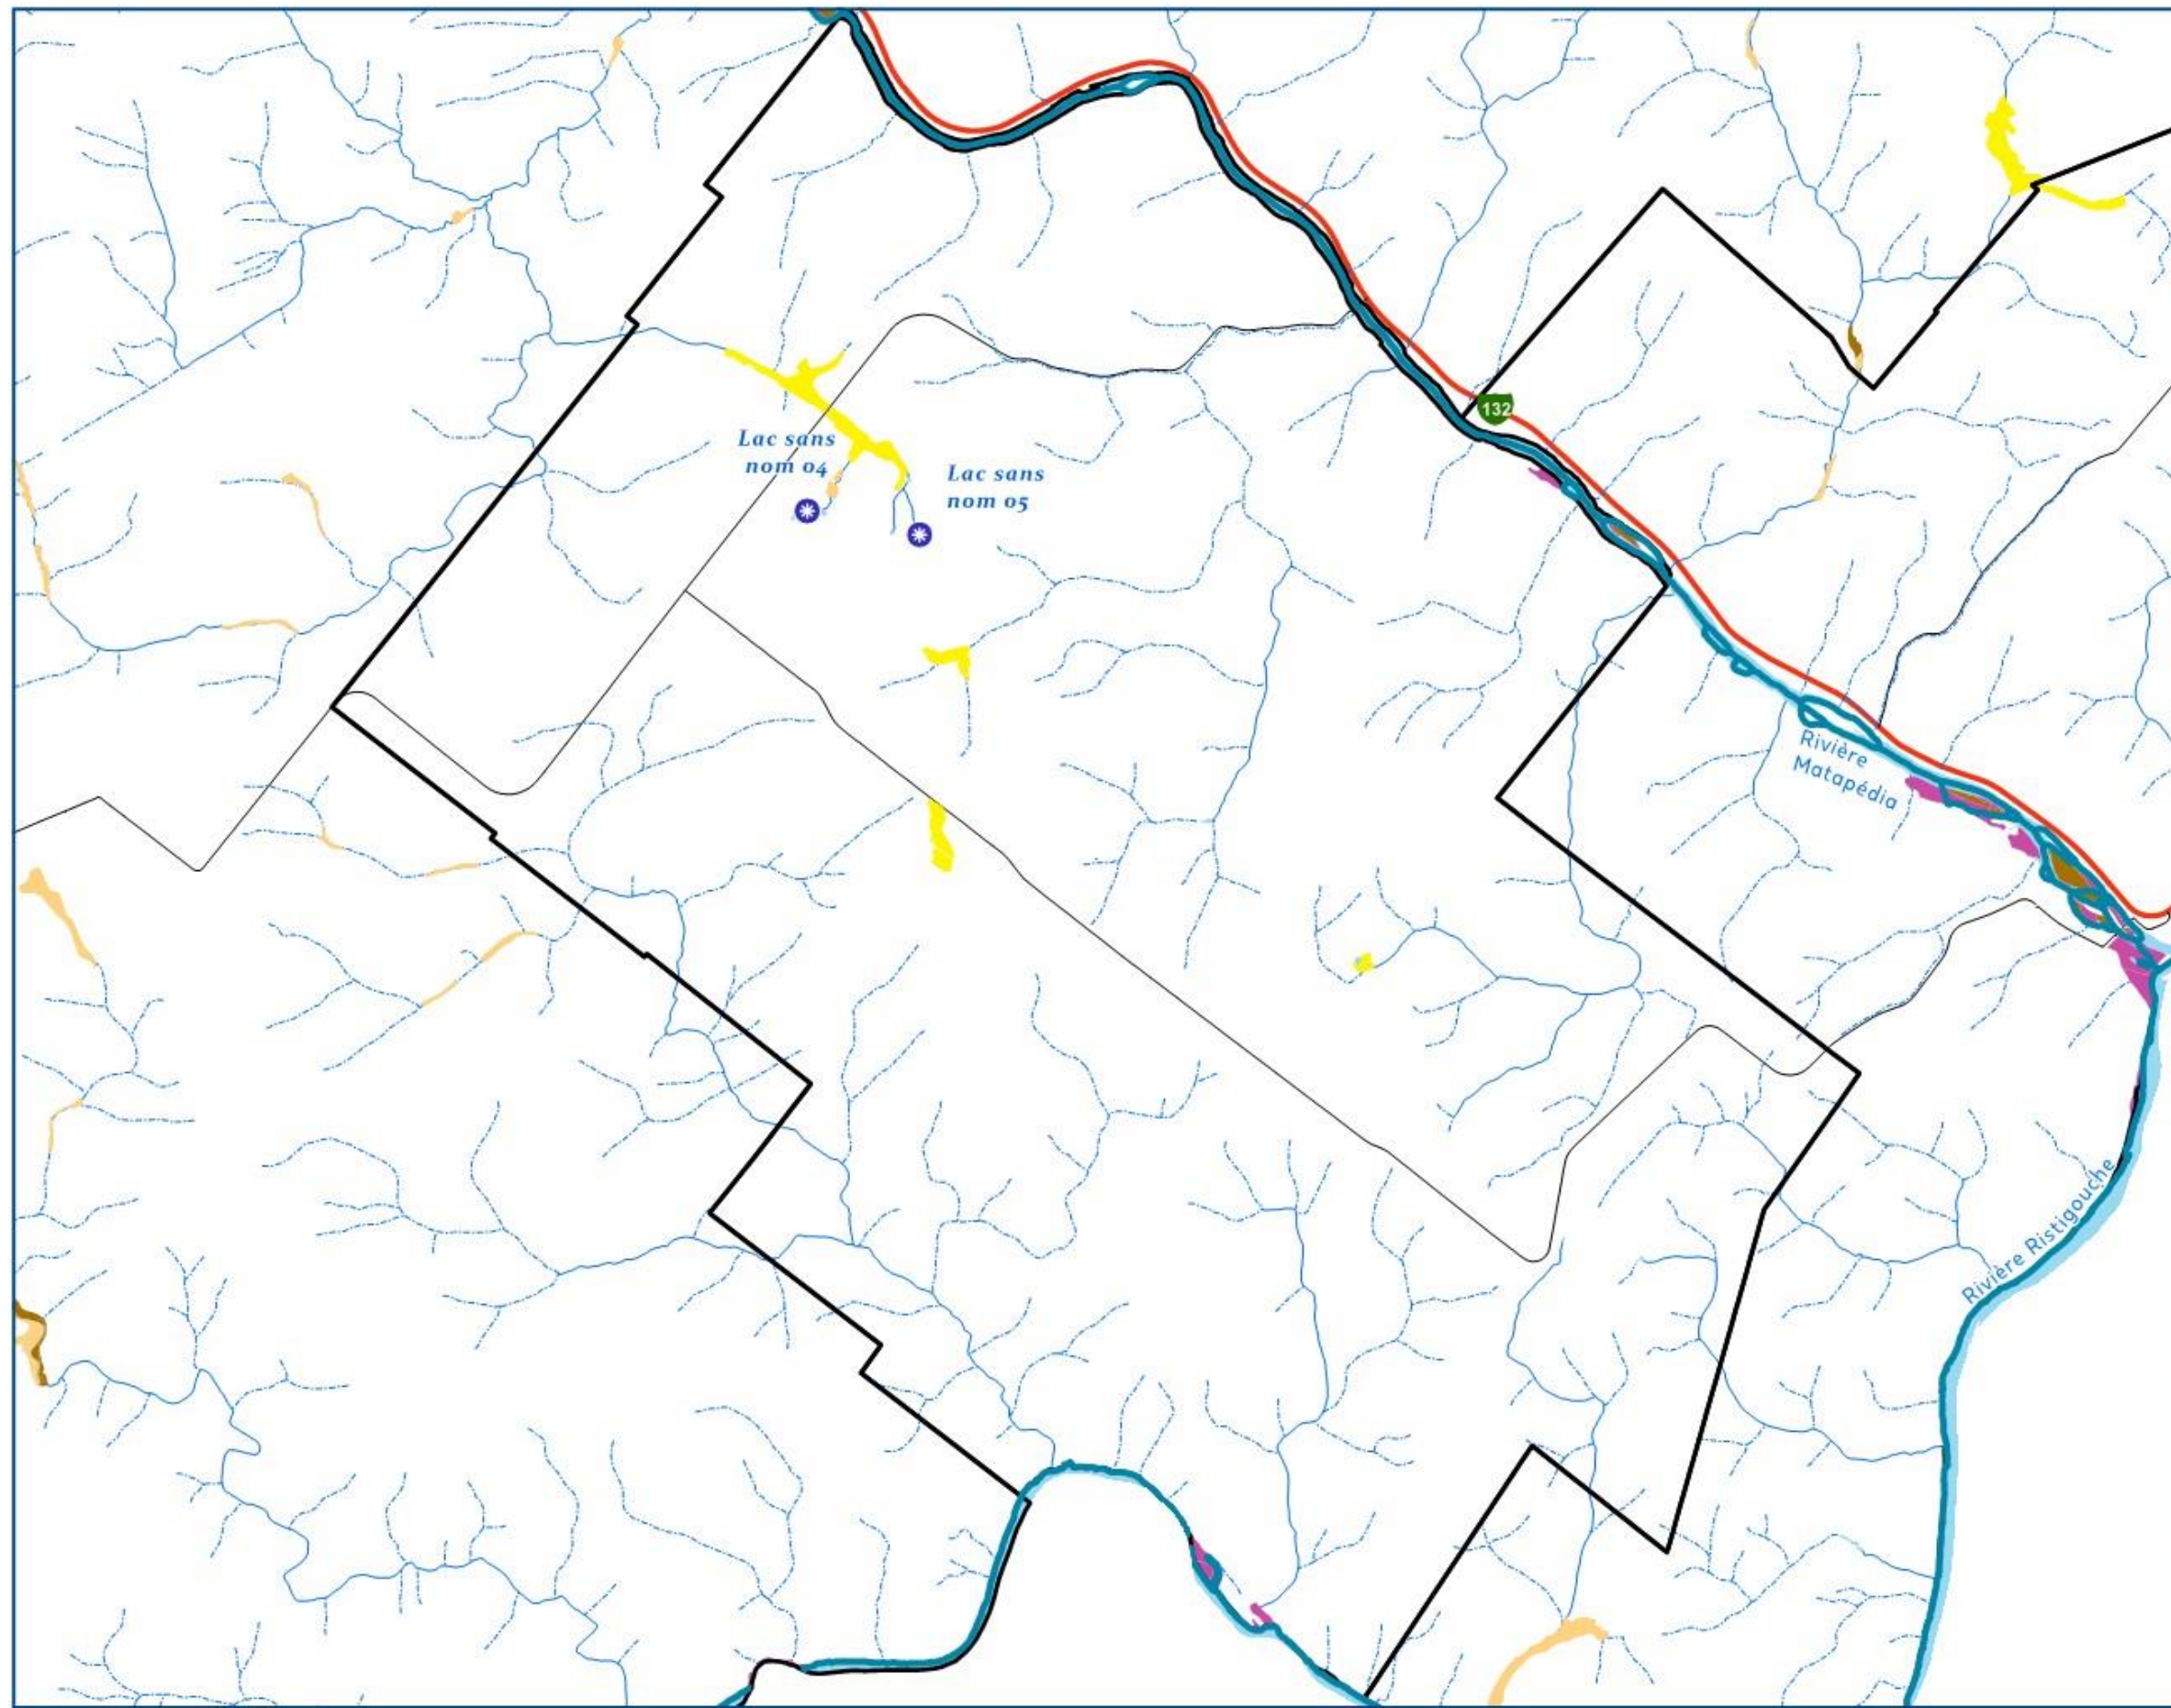 132
Lac sans
nom 04
Lac sans
nom 05
Rivière
Matapédia
Rivière Ristigouche